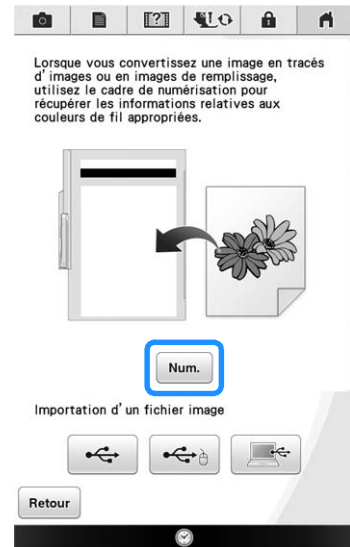 [?]
Lorsque vous convertissez une image en tracés
d'images ou en images de remplissage,
utilisez le cadre de numérisation pour
récupérer les informations relatives aux
couleurs de fil appropriées.
Num.
Importation d'un fichier image
Retour